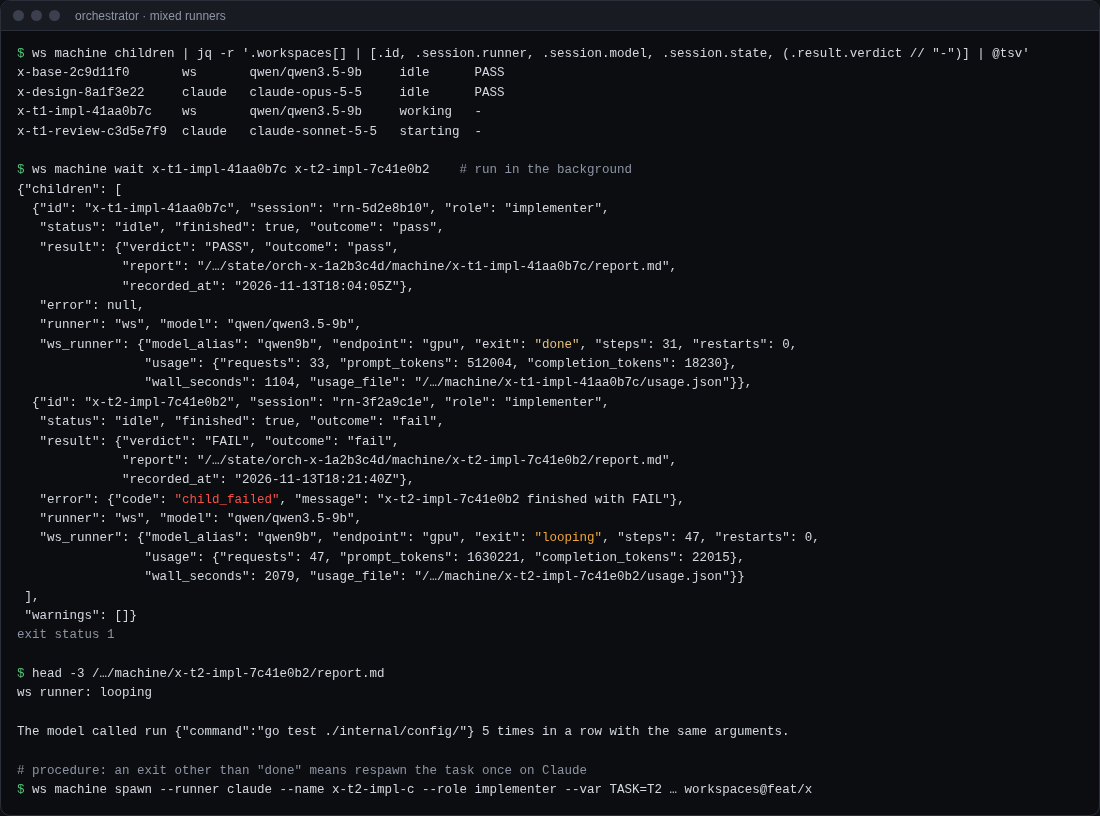 orchestrator · mixed runners
$ ws machine children | jq -r '.workspaces[] | [.id, .session.runner, .session.model, .session.state, (.result.verdict // "-")] | @tsv'
x-base-2c9d11f0       ws       qwen/qwen3.5-9b     idle      PASS
x-design-8a1f3e22     claude   claude-opus-5-5     idle      PASS
x-t1-impl-41aa0b7c    ws       qwen/qwen3.5-9b     working   -
x-t1-review-c3d5e7f9  claude   claude-sonnet-5-5   starting  -
$ ws machine wait x-t1-impl-41aa0b7c x-t2-impl-7c41e0b2    # run in the background
{"children": [
  {"id": "x-t1-impl-41aa0b7c", "session": "rn-5d2e8b10", "role": "implementer",
   "status": "idle", "finished": true, "outcome": "pass",
   "result": {"verdict": "PASS", "outcome": "pass",
              "report": "/…/state/orch-x-1a2b3c4d/machine/x-t1-impl-41aa0b7c/report.md",
              "recorded_at": "2026-11-13T18:04:05Z"},
   "error": null,
   "runner": "ws", "model": "qwen/qwen3.5-9b",
   "ws_runner": {"model_alias": "qwen9b", "endpoint": "gpu", "exit": "done", "steps": 31, "restarts": 0,
                 "usage": {"requests": 33, "prompt_tokens": 512004, "completion_tokens": 18230},
                 "wall_seconds": 1104, "usage_file": "/…/machine/x-t1-impl-41aa0b7c/usage.json"}},
  {"id": "x-t2-impl-7c41e0b2", "session": "rn-3f2a9c1e", "role": "implementer",
   "status": "idle", "finished": true, "outcome": "fail",
   "result": {"verdict": "FAIL", "outcome": "fail",
              "report": "/…/state/orch-x-1a2b3c4d/machine/x-t2-impl-7c41e0b2/report.md",
              "recorded_at": "2026-11-13T18:21:40Z"},
   "error": {"code": "child_failed", "message": "x-t2-impl-7c41e0b2 finished with FAIL"},
   "runner": "ws", "model": "qwen/qwen3.5-9b",
   "ws_runner": {"model_alias": "qwen9b", "endpoint": "gpu", "exit": "looping", "steps": 47, "restarts": 0,
                 "usage": {"requests": 47, "prompt_tokens": 1630221, "completion_tokens": 22015},
                 "wall_seconds": 2079, "usage_file": "/…/machine/x-t2-impl-7c41e0b2/usage.json"}}
 ],
 "warnings": []}
exit status 1
$ head -3 /…/machine/x-t2-impl-7c41e0b2/report.md
ws runner: looping
The model called run {"command":"go test ./internal/config/"} 5 times in a row with the same arguments.
# procedure: an exit other than "done" means respawn the task once on Claude
$ ws machine spawn --runner claude --name x-t2-impl-c --role implementer --var TASK=T2 … workspaces@feat/x